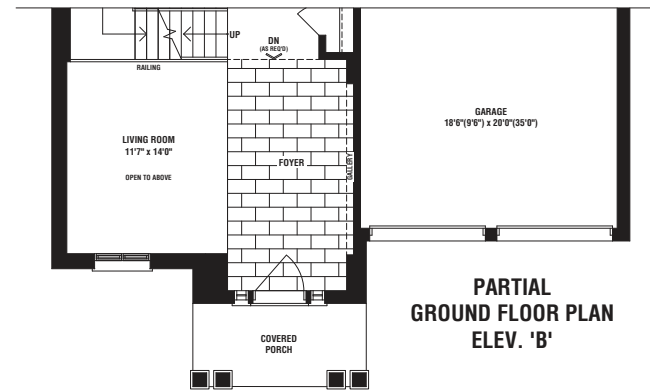 UP
DN
(AS REQ'D)
RAILING
LIVING ROOM
11'7" x 14'0"
OPEN TO ABOVE
FOYER
GALLERY
GARAGE
18'6"(9'6") x 20'0"(35'0")
COVERED
PORCH
PARTIAL
GROUND FLOOR PLAN
ELEV. 'B'